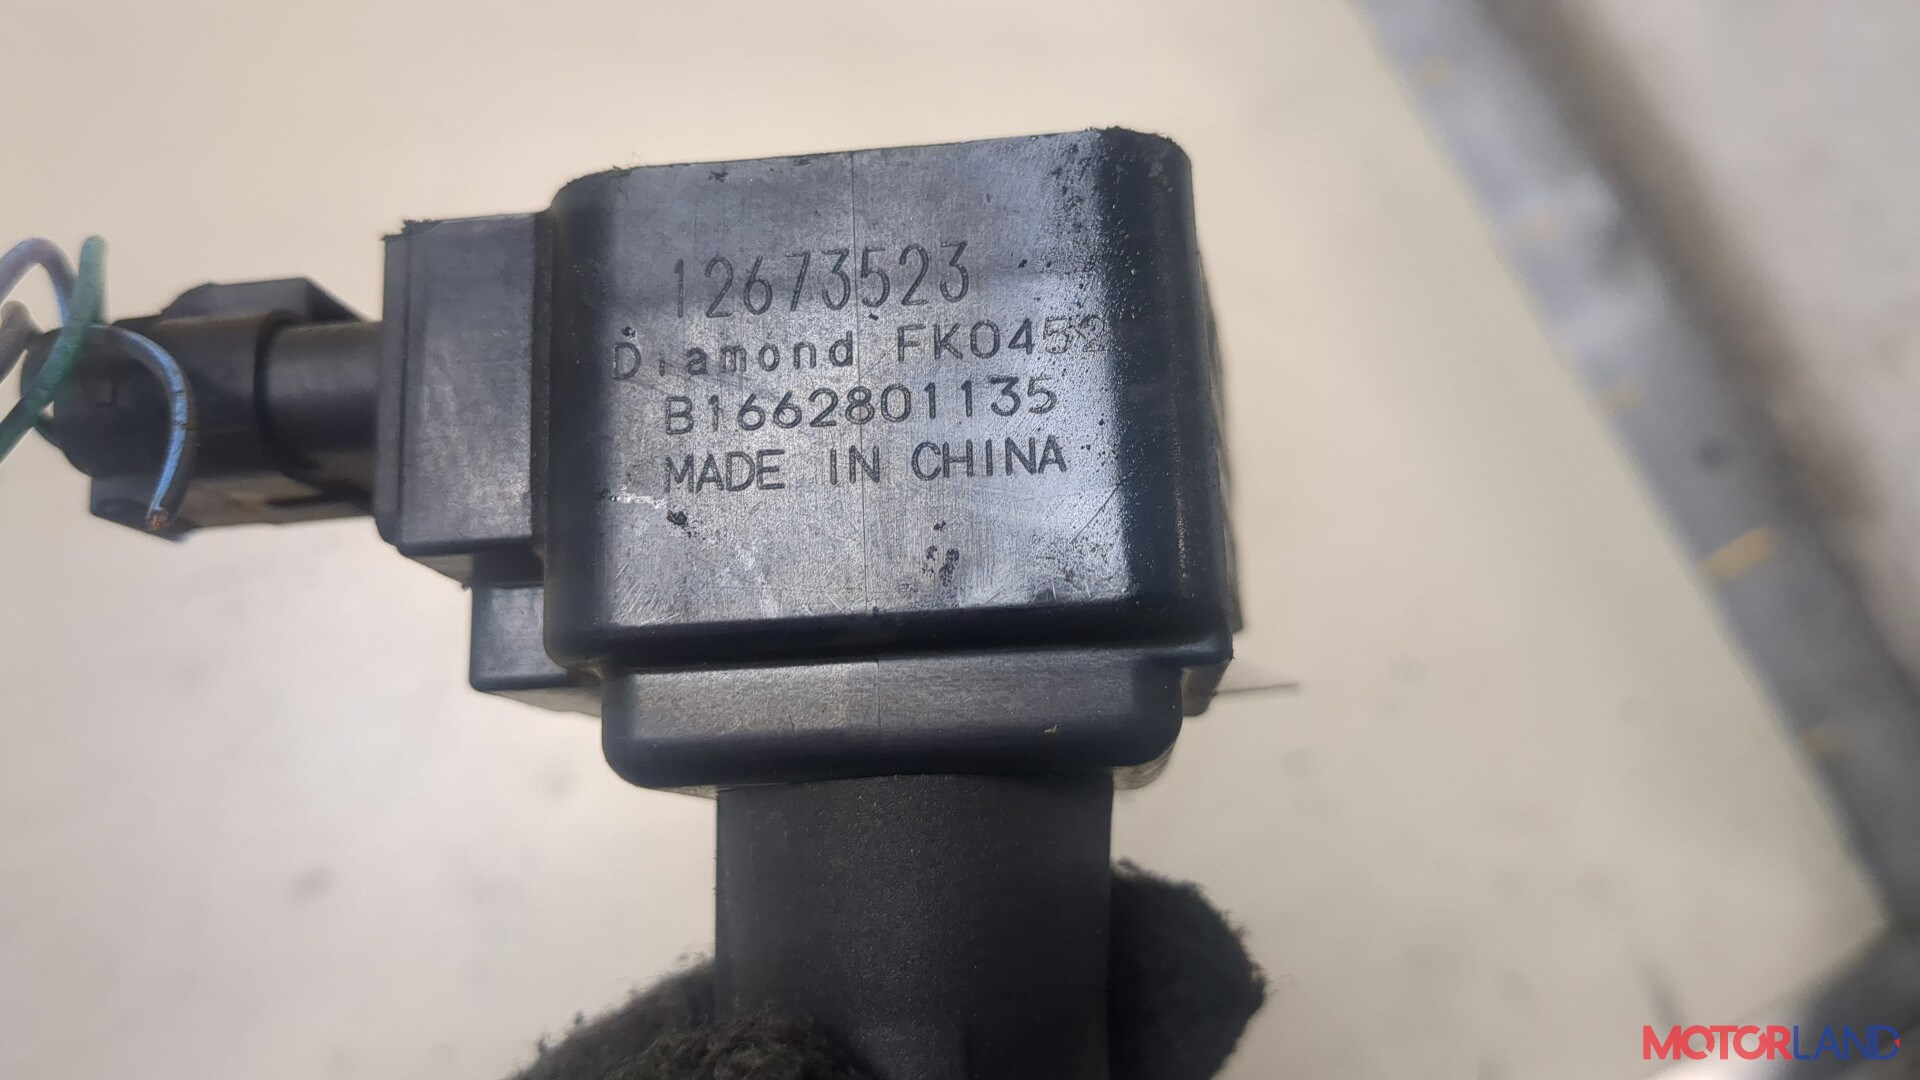 12673523
Diamond FK0452
B1662801135
MADE IN CHINA
MOTORLAND